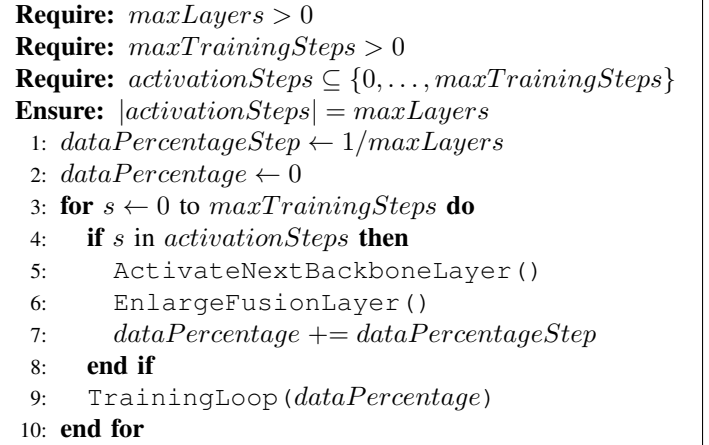 Require: maxLayers > 0
Require: maxTrainingSteps > 0
Require: activationSteps ⊆ {0, . . . , maxTrainingSteps}
Ensure: |activationSteps| = maxLayers
1: dataPercentageStep ← 1/maxLayers
2: dataPercentage ← 0
3: for s ← 0 to maxTrainingSteps do
4: if s in activationSteps then
5: ActivateNextBackboneLayer()
6: EnlargeFusionLayer()
7: dataPercentage += dataPercentageStep
8: end if
9: TrainingLoop(dataPercentage)
10: end for